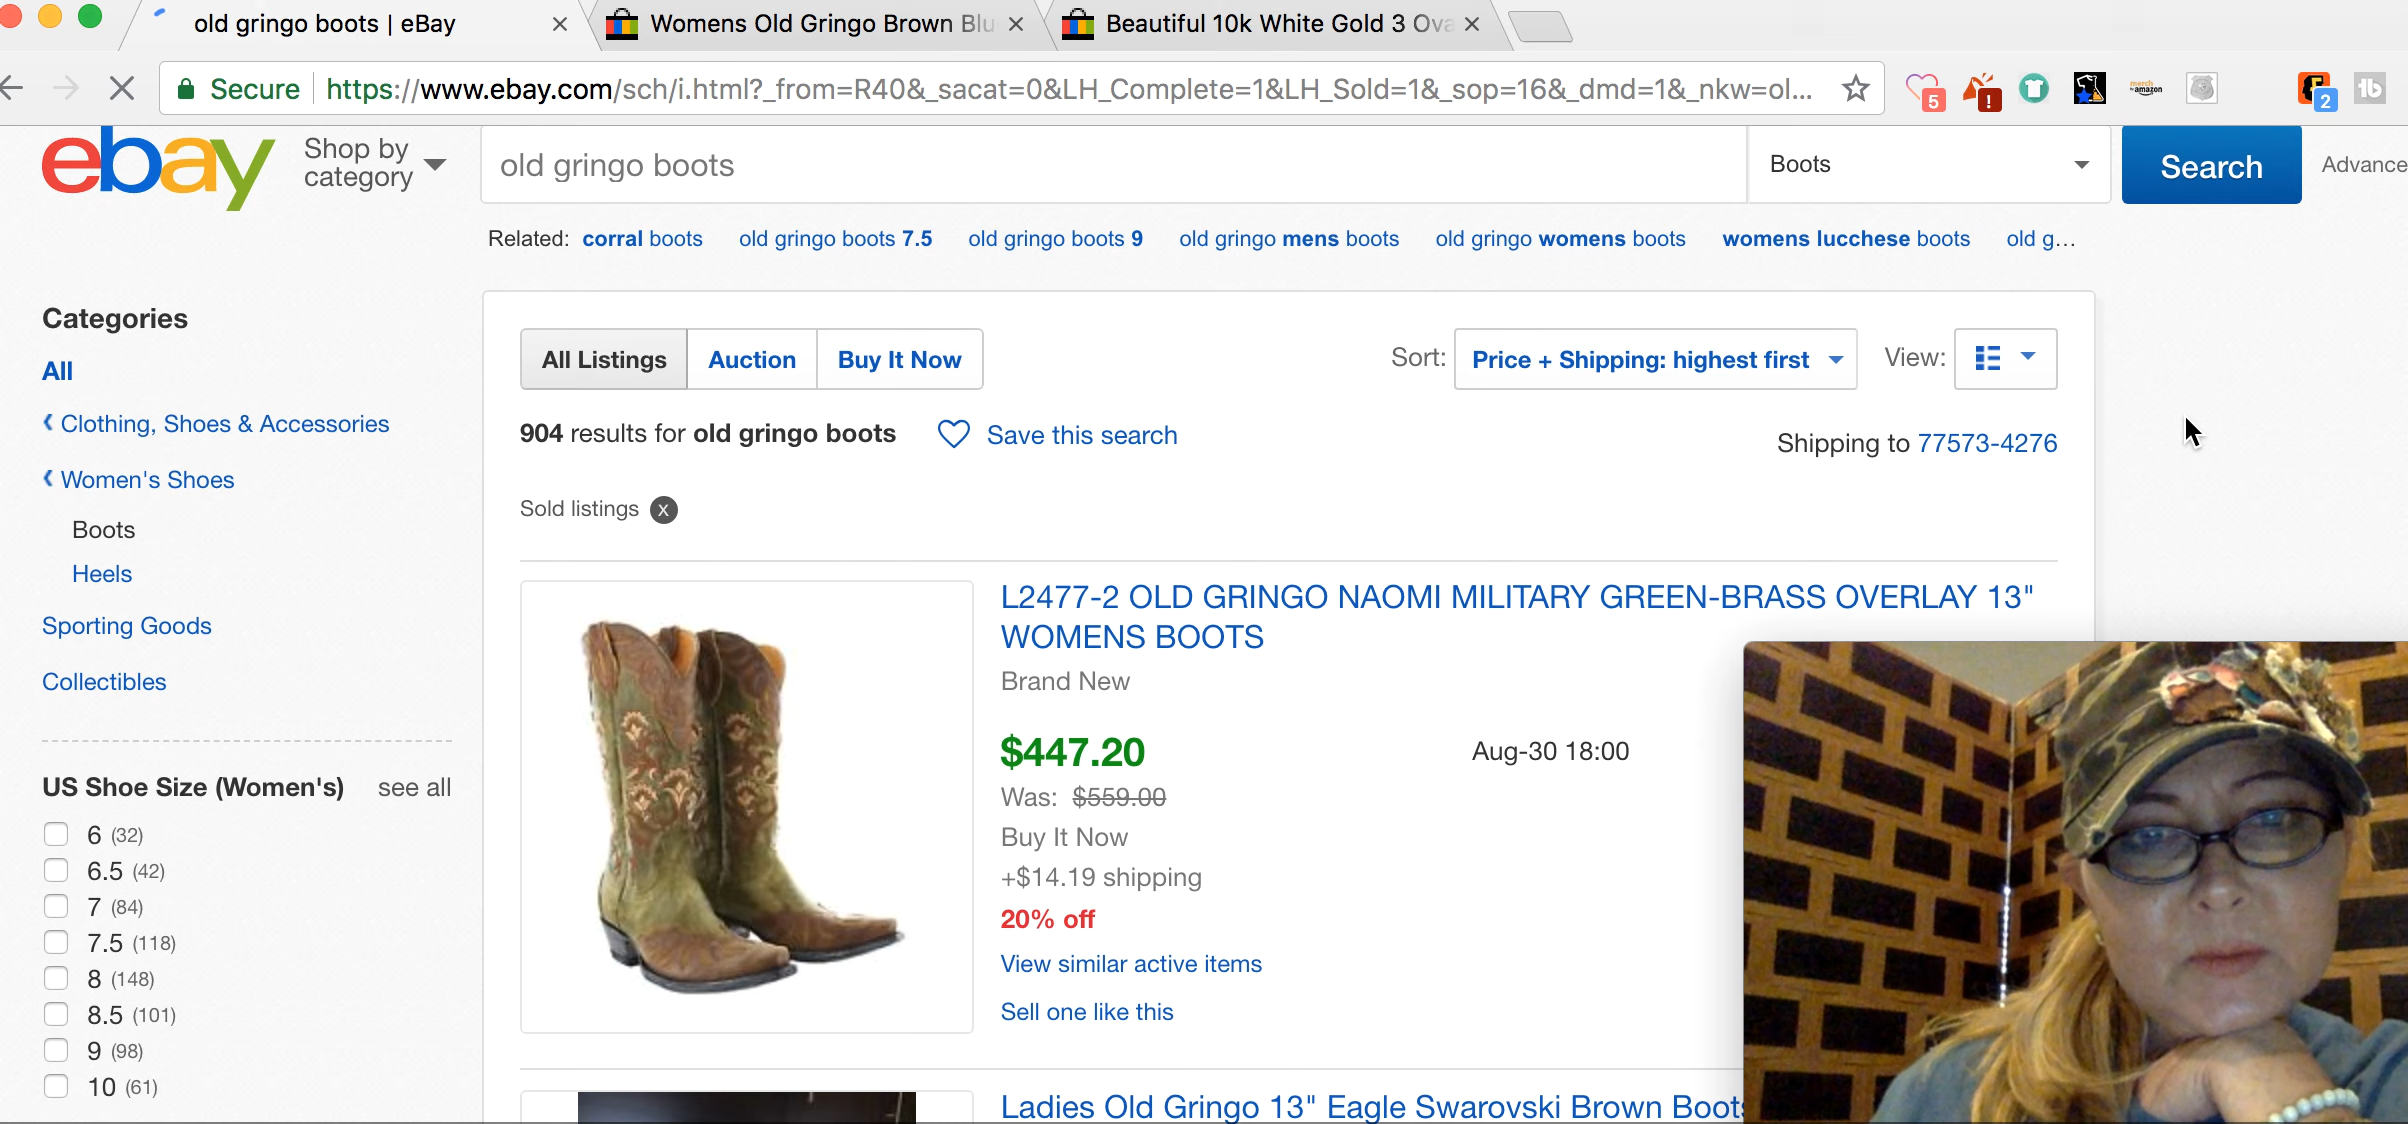 old gringo boots | eBay
Womens Old Gringo Brown Blu
Beautiful 10k White Gold 3 Ova
Secure https://www.ebay.com/sch/i.html?_from=R40&_sacat=0&LH_Complete=1&LH_Sold=1&_sop=16&_dmd=1&_nkw=ol...
5
!
merch by amazon
2
ebay
Shop by
category
old gringo boots
Boots
Search
Advance
Related: corral boots old gringo boots 7.5 old gringo boots 9 old gringo mens boots old gringo womens boots womens lucchese boots old g...
Categories
All
Clothing, Shoes & Accessories
Women's Shoes
Boots
Heels
Sporting Goods
Collectibles
US Shoe Size (Women's) see all
6 (32)
6.5 (42)
7 (84)
7.5 (118)
8 (148)
8.5 (101)
9 (98)
10 (61)
All Listings Auction Buy It Now
Sort: Price + Shipping: highest first
View:
904 results for old gringo boots
Save this search
Shipping to 77573-4276
Sold listings x
L2477-2 OLD GRINGO NAOMI MILITARY GREEN-BRASS OVERLAY 13"
WOMENS BOOTS
Brand New
$447.20
Aug-30 18:00
Was: $559.00
Buy It Now
+$14.19 shipping
20% off
View similar active items
Sell one like this
Ladies Old Gringo 13" Eagle Swarovski Brown Boots